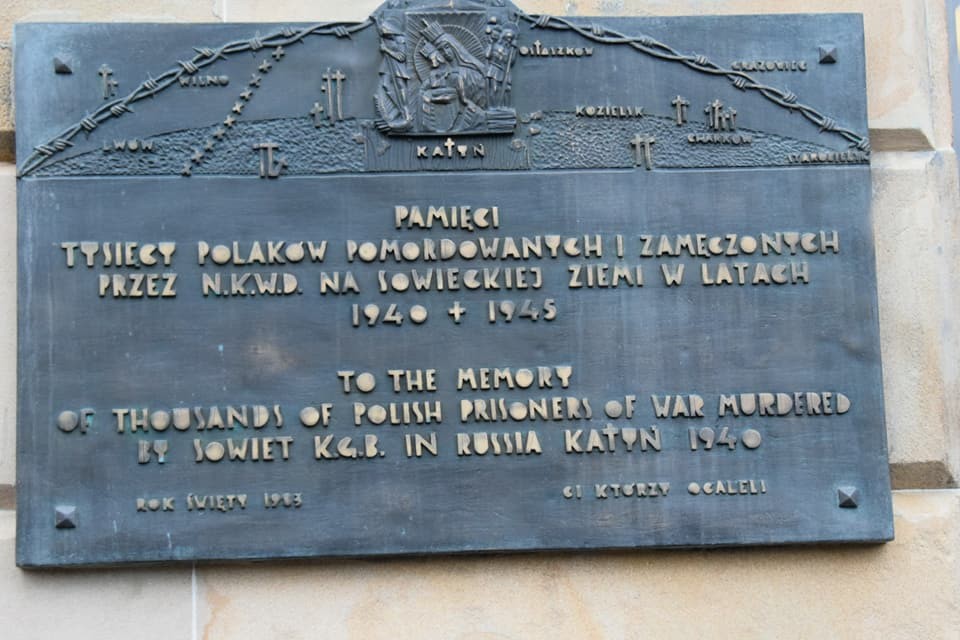 OSTASZKÓW
GRAZOWIEC
WILNO
KOZIELSK
LWÓW
CHARKÓW
KATYŃ
STAROBIELSK
PAMIĘCI
TYSIĘCY POLAKÓW POMORDOWANYCH I ZAMĘCZONYCH
PRZEZ N.K.W.D. NA SOWIECKIEJ ZIEMI W LATACH
1940 + 1945
TO THE MEMORY
OF THOUSANDS OF POLISH PRISONERS OF WAR MURDERED
BY SOWIET K.G.B. IN RUSSIA KATYŃ 1940
ROK ŚWIĘTY 1983
CI KTÓRZY OCALELI